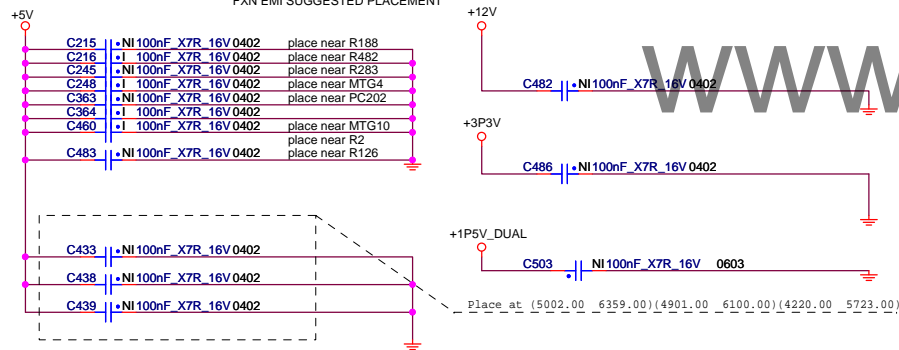 FXN EMI SUGGESTED PLACEMENT
+5V
C215 NI 100nF_X7R_16V 0402 place near R188
C216 I 100nF_X7R_16V 0402 place near R482
C245 NI 100nF_X7R_16V 0402 place near R283
C248 I 100nF_X7R_16V 0402 place near MTG4
C363 NI 100nF_X7R_16V 0402 place near PC202
C364 I 100nF_X7R_16V 0402
C460 I 100nF_X7R_16V 0402 place near MTG10
place near R2
C483 NI 100nF_X7R_16V 0402 place near R126
C433 NI 100nF_X7R_16V 0402
C438 NI 100nF_X7R_16V 0402
C439 NI 100nF_X7R_16V 0402
+12V
www
C482 NI 100nF_X7R_16V 0402
+3P3V
C486 NI 100nF_X7R_16V 0402
+1P5V_DUAL
C503 NI 100nF_X7R_16V 0603
Place at (5002.00 6359.00)(4901.00 6100.00)(4220.00 5723.00)